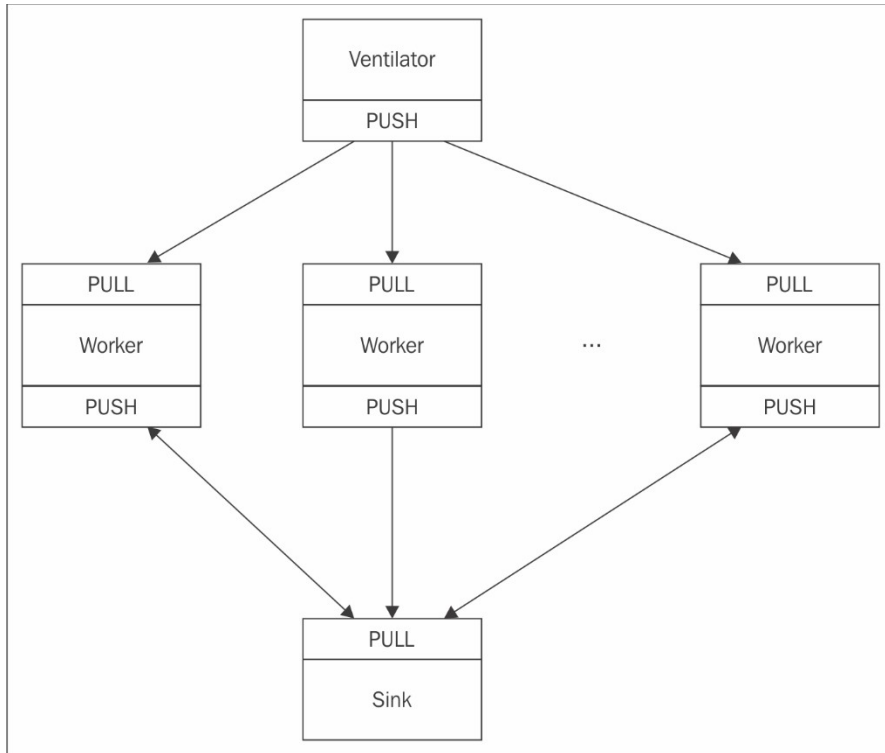 Ventilator
PUSH
PULL
PULL
PULL
Worker
Worker
...
Worker
PUSH
PUSH
PUSH
PULL
Sink